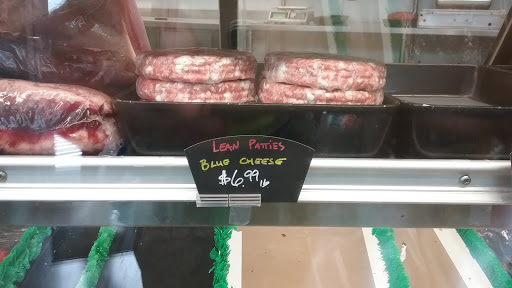 LEAN PATTIES
BLUE CHEESE
$6.99 lb